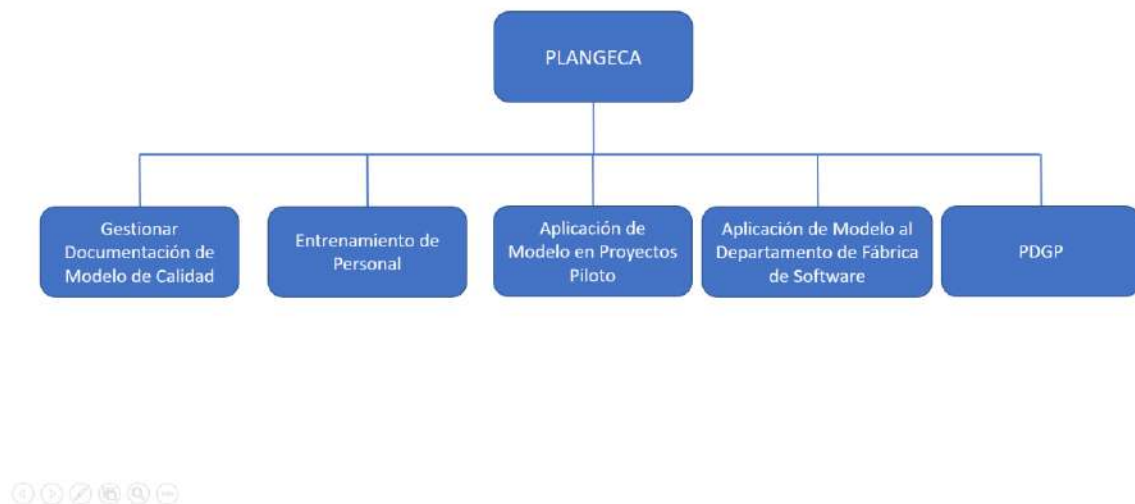 PLANGECA
Gestionar
Documentación de
Modelo de Calidad
Entrenamiento de
Personal
Aplicación de
Modelo en Proyectos
Piloto
Aplicación de Modelo al
Departamento de Fábrica
de Software
PDGP